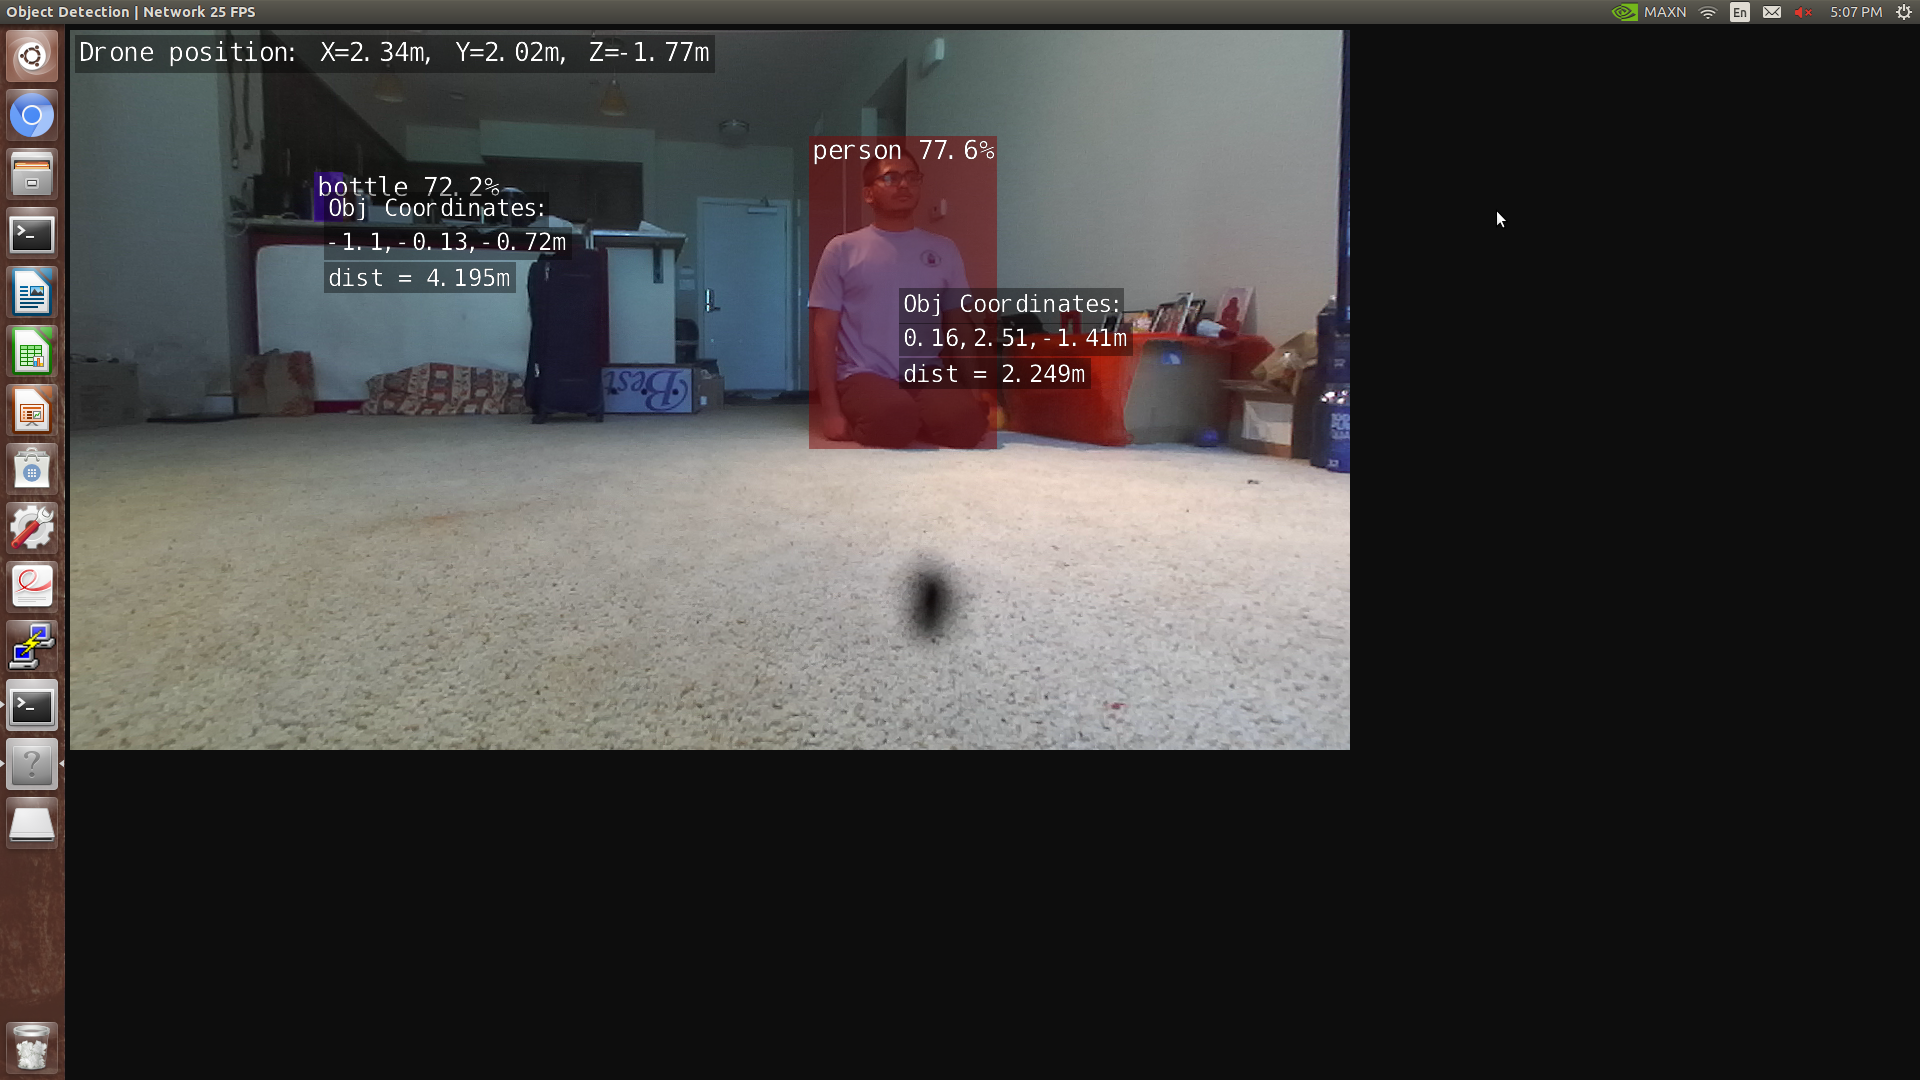 Object Detection | Network 25 FPS
MAXN
En
5:07 PM
Drone position: X=2.34m, Y=2.02m, Z=-1.77m
person 77.6%
bottle 72.2%
Obj Coordinates:
-1.1,-0.13,-0.72m
dist = 4.195m
Obj Coordinates:
0.16,2.51,-1.41m
dist = 2.249m
Best